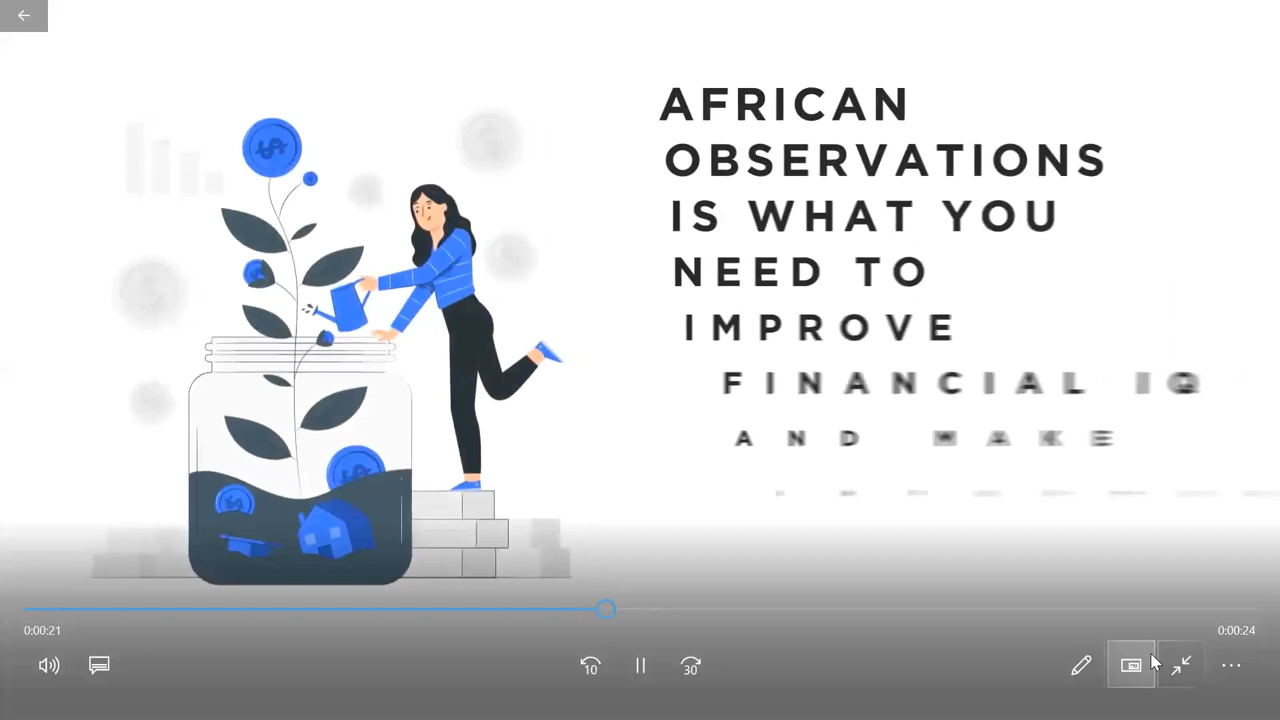 AFRICAN
OBSERVATIONS
IS WHAT YOU
NEED TO
IMPROVE
FINANCIAL IQ
AND MAKE
0:00:21
0:00:24
10
30